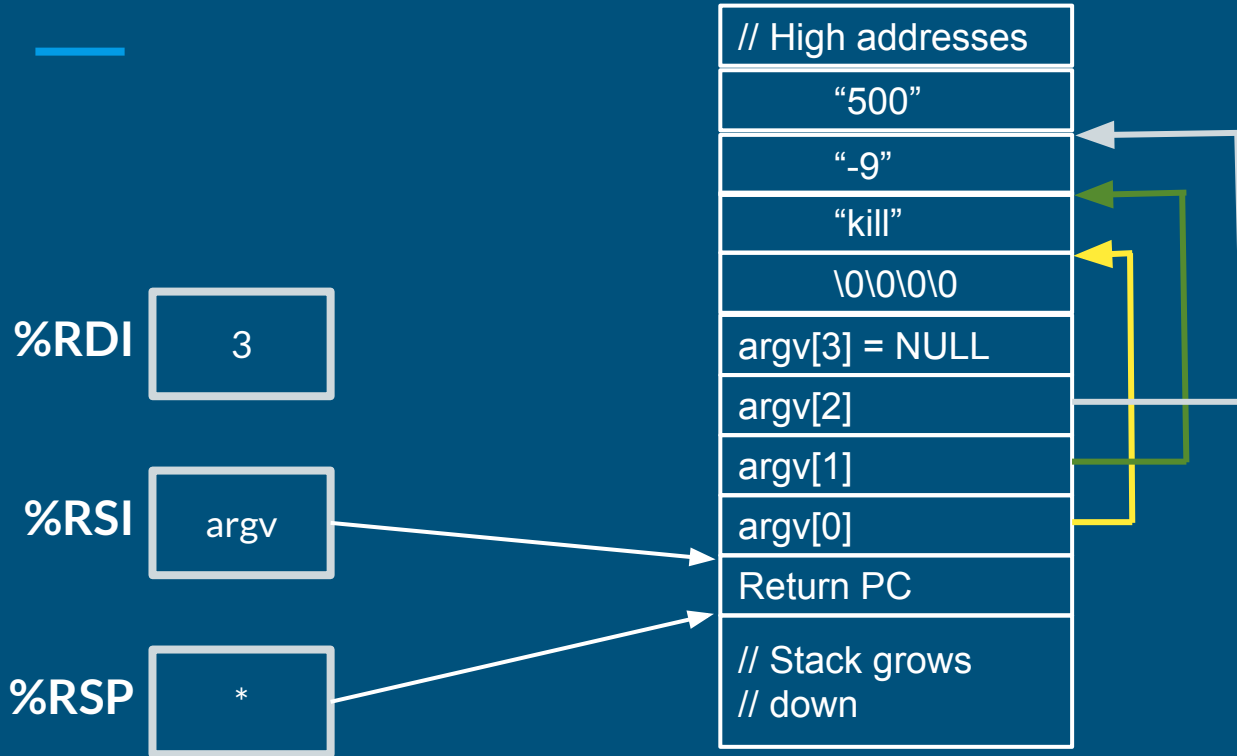 // High addresses
“500”
“-9”
“kill”
\0\0\0\0
%RDI
3
argv[3] = NULL
argv[2]
argv[1]
%RSI
argv
argv[0]
Return PC
%RSP
*
// Stack grows
// down